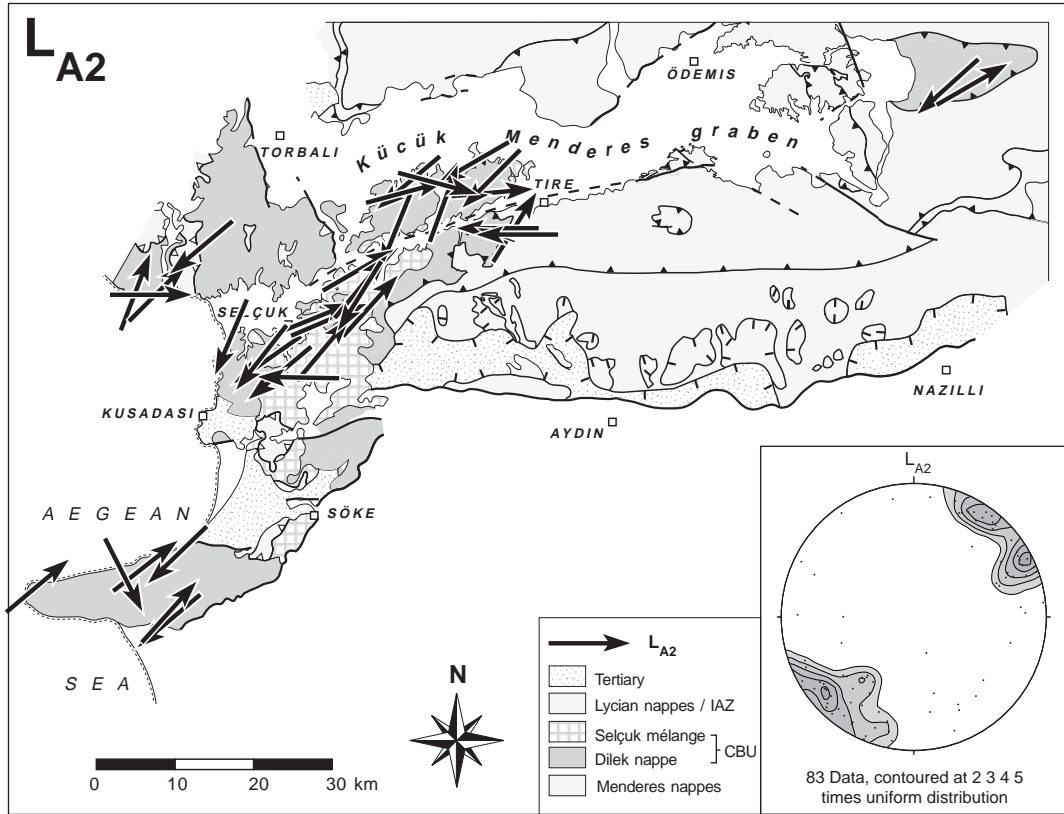 L A2
ÖDEMIS
TORBALI
Kücük Menderes graben
TIRE
SELÇUK
KUSADASI
NAZILLI
AYDIN
SÖKE
AEGEAN
SEA
N
0 10 20 30 km
L A2
Tertiary
Lycian nappes / IAZ
Selçuk mélange
CBU
Dilek nappe
Menderes nappes
L A2
83 Data, contoured at 2 3 4 5
times uniform distribution